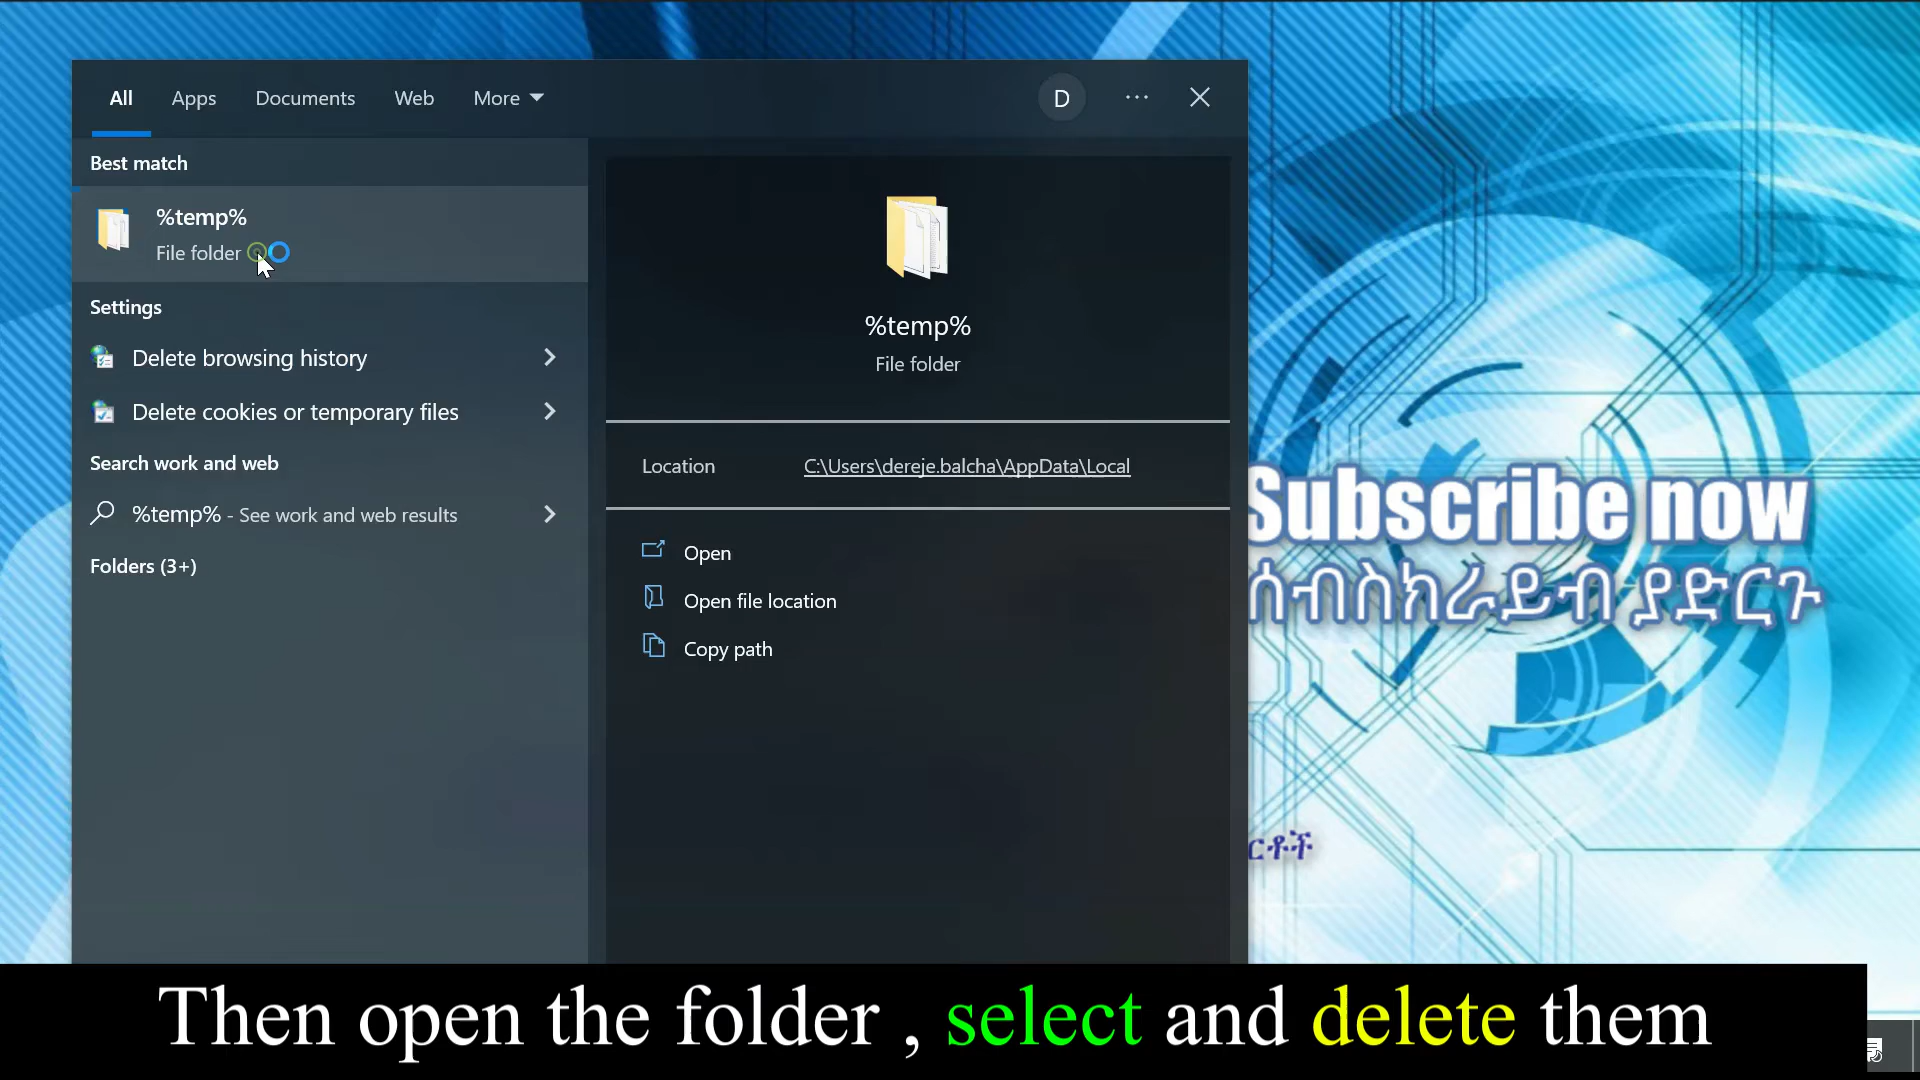 All Apps Documents Web More D
Best match
%temp%
File folder
Settings
Delete browsing history
Delete cookies or temporary files
Search work and web
%temp% - See work and web results
Folders (3+)
%temp%
File folder
Location C:\Users\dereje.balcha\AppData\Local
Open
Open file location
Copy path
Subscribe now
ሰብስክራይብ ያድርጉ
ርቶች
Then open the folder , select and delete them